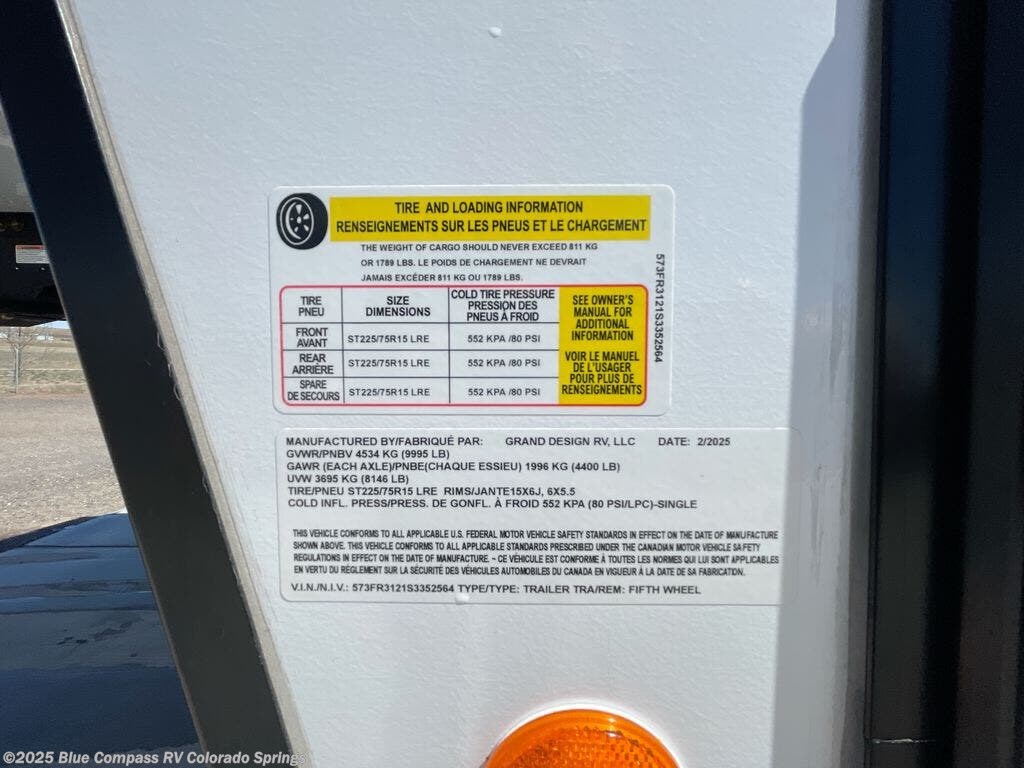 TIRE AND LOADING INFORMATION
RENSEIGNEMENTS SUR LES PNEUS ET LE CHARGEMENT
THE WEIGHT OF CARGO SHOULD NEVER EXCEED 811 KG
OR 1789 LBS. LE POIDS DE CHARGEMENT NE DEVRAIT
JAMAIS EXCÉDER 811 KG OU 1789 LBS.
TIRE
PNEU
SIZE
DIMENSIONS
COLD TIRE PRESSURE
PRESSION DES
PNEUS À FROID
FRONT
AVANT
ST225/75R15 LRE
552 KPA /80 PSI
REAR
ARRIÈRE
ST225/75R15 LRE
552 KPA /80 PSI
SPARE
DE SECOURS
ST225/75R15 LRE
552 KPA /80 PSI
SEE OWNER'S
MANUAL FOR
ADDITIONAL
INFORMATION
VOIR LE MANUEL
DE L'USAGER
POUR PLUS DE
RENSEIGNEMENTS
573FR3121S3352564
MANUFACTURED BY/FABRIQUÉ PAR: GRAND DESIGN RV, LLC DATE: 2/2025
GVWR/PNBV 4534 KG (9995 LB)
GAWR (EACH AXLE)/PNBE(CHAQUE ESSIEU) 1996 KG (4400 LB)
UVW 3695 KG (8146 LB)
TIRE/PNEU ST225/75R15 LRE RIMS/JANTE15X6J, 6X5.5
COLD INFL. PRESS/PRESS. DE GONFL. À FROID 552 KPA (80 PSI/LPC)-SINGLE
THIS VEHICLE CONFORMS TO ALL APPLICABLE U.S. FEDERAL MOTOR VEHICLE SAFETY STANDARDS IN EFFECT ON THE DATE OF MANUFACTURE
SHOWN ABOVE. THIS VEHICLE CONFORMS TO ALL APPLICABLE STANDARDS PRESCRIBED UNDER THE CANADIAN MOTOR VEHICLE SAFETY
REGULATIONS IN EFFECT ON THE DATE OF MANUFACTURE. ~ CE VÉHICULE EST CONFORME À TOUTES LES NORMES QUI LUI SONT APPLICABLES
EN VERTU DU RÈGLEMENT SUR LA SÉCURITÉ DES VÉHICULES AUTOMOBILES DU CANADA EN VIGUEUR À LA DATE DE SA FABRICATION.
V.I.N./N.I.V.: 573FR3121S3352564 TYPE/TYPE: TRAILER TRA/REM: FIFTH WHEEL
©2025 Blue Compass RV Colorado Springs